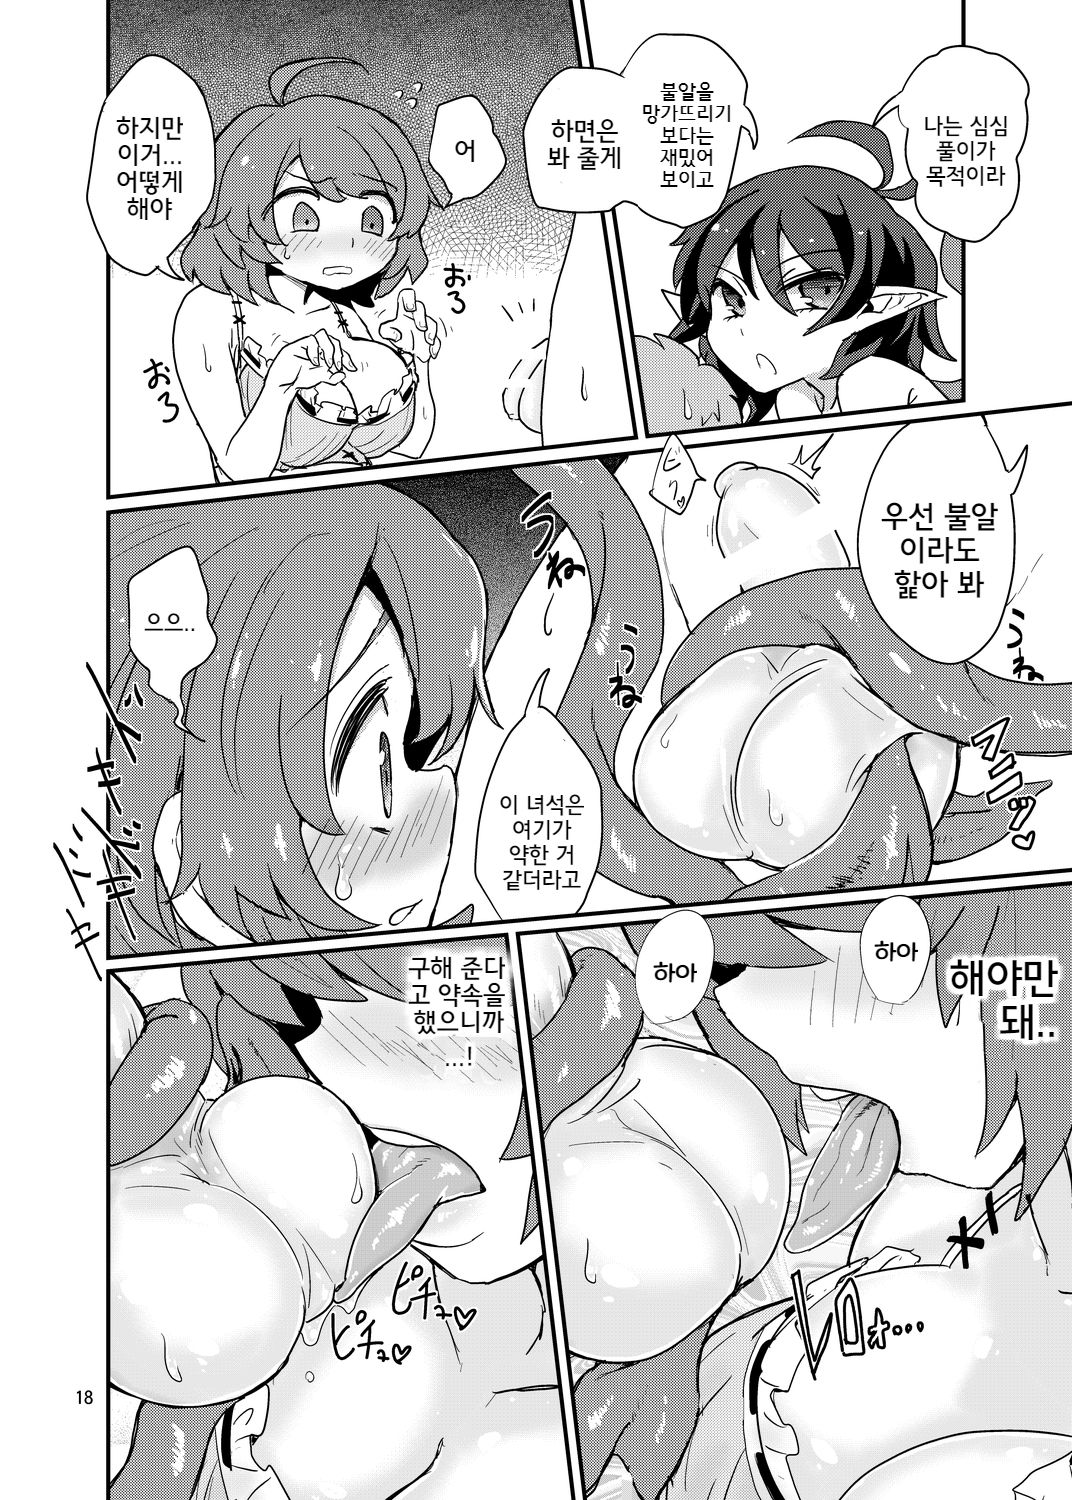 나는 심심
풀이가
목적이라
불알을
망가뜨리기
보다는
재밌어
보이고
하면은
봐 줄게
어
하지만
이거...
어떻게
해야
おろ
おろ
우선 불알
이라도
핥아 봐
うね
うね
うね
이 녀석은
여기가
약한 거
같더라고
으으..
하아
하아
해야만
돼..
レロォ...
구해 준다
고 약속을
했으니까
...!
ピチュ♡
ピチュ♡
18